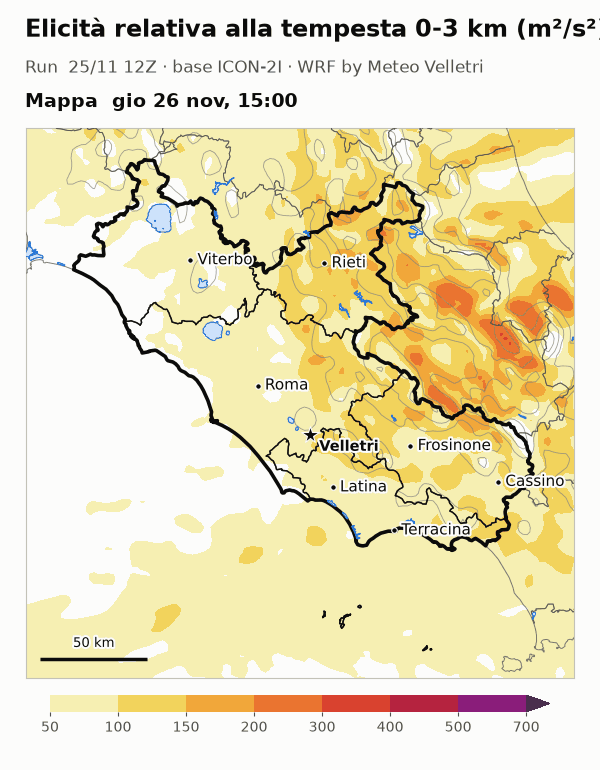 Elicità relativa alla tempesta 0-3 km (m²/s²)
Run 25/11 12Z · base ICON-2I · WRF by Meteo Velletri
Mappa gio 26 nov, 15:00
Viterbo
Rieti
Roma
Velletri
Frosinone
Cassino
Latina
Terracina
50 km
50 100 150 200 300 400 500 700